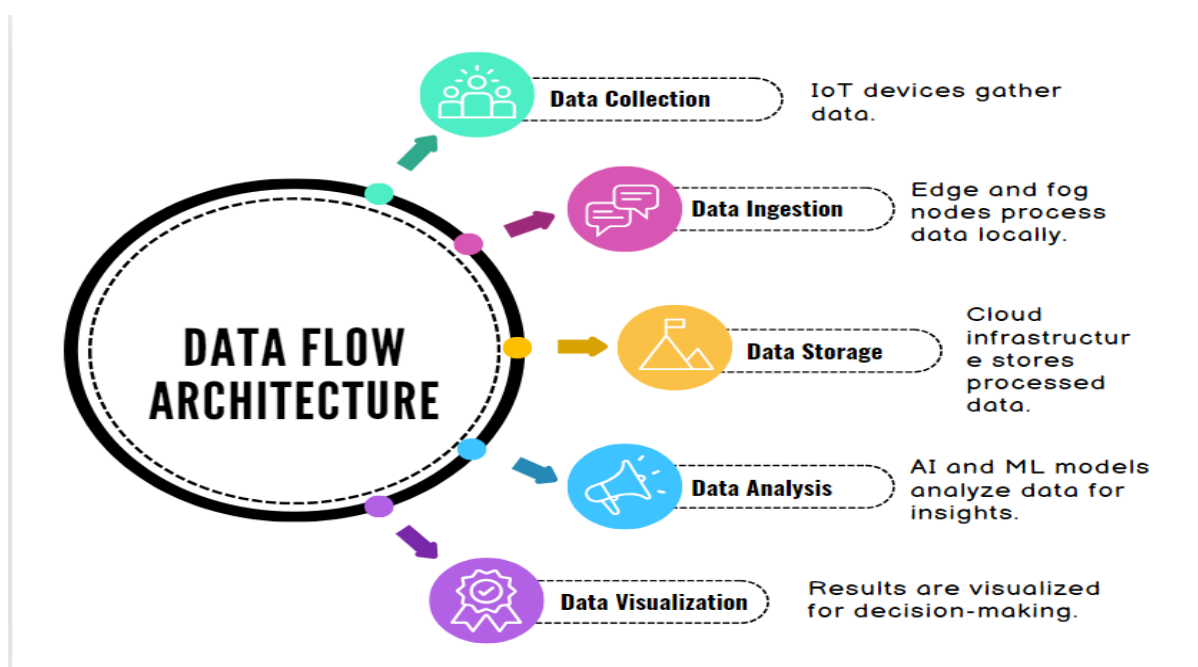 Data Collection
IoT devices gather
data.
Data Ingestion
Edge and fog
nodes process
data locally.
DATA FLOW
ARCHITECTURE
Data Storage
Cloud
infrastructur
e stores
processed
data.
Data Analysis
AI and ML models
analyze data for
insights.
Data Visualization
Results are visualized
for decision-making.